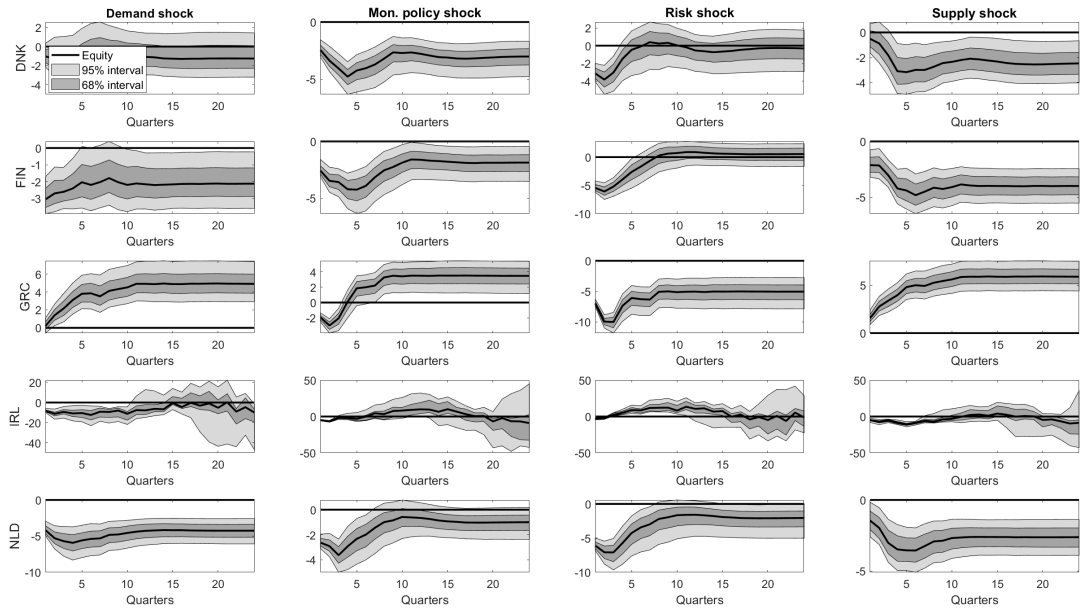 Demand shock Mon. policy shock Risk shock Supply shock
DNK
2
0
-2
-4
Equity
95% interval
68% interval
5 10 15 20
Quarters
0
-5
5 10 15 20
Quarters
2
0
-2
-4
5 10 15 20
Quarters
0
-2
-4
5 10 15 20
Quarters
FIN
0
-1
-2
-3
5 10 15 20
Quarters
0
-5
5 10 15 20
Quarters
0
-5
-10
5 10 15 20
Quarters
0
-5
5 10 15 20
Quarters
GRC
6
4
2
0
5 10 15 20
Quarters
4
2
0
-2
5 10 15 20
Quarters
0
-5
-10
5 10 15 20
Quarters
5
0
5 10 15 20
Quarters
IRL
20
0
-20
-40
5 10 15 20
Quarters
50
0
-50
5 10 15 20
Quarters
50
0
-50
5 10 15 20
Quarters
50
0
-50
5 10 15 20
Quarters
NLD
0
-5
-10
5 10 15 20
Quarters
0
-2
-4
5 10 15 20
Quarters
0
-5
-10
5 10 15 20
Quarters
0
-5
5 10 15 20
Quarters